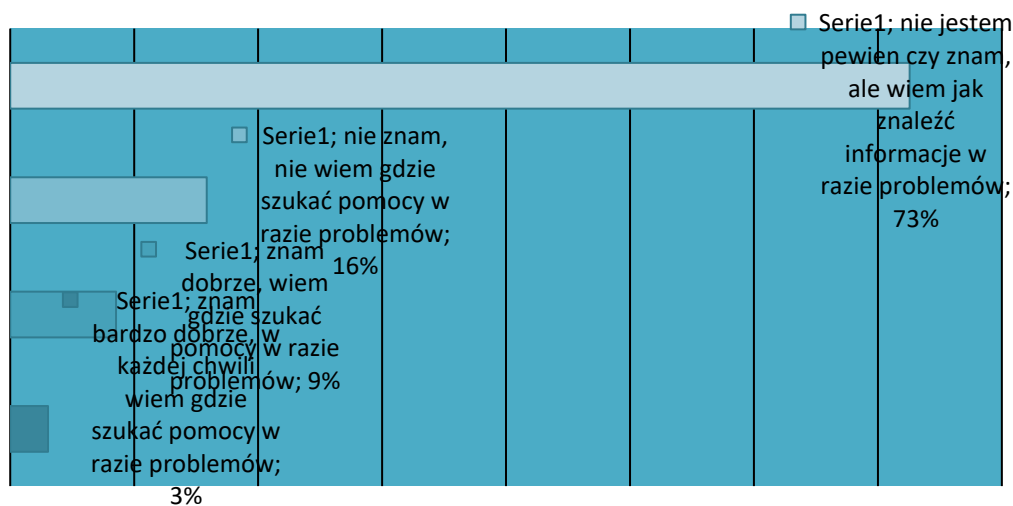 Serie1; nie jestem
pewien czy znam,
ale wiem jak
znaleźć
informacje w
razie problemów;
73%
Serie1; nie znam,
nie wiem gdzie
szukać pomocy w
razie problemów;
16%
Serie1; znam
dobrze, wiem
gdzie szukać
pomocy w razie
problemów; 9%
Serie1; znam
bardzo dobrze, w
każdej chwili
wiem gdzie
szukać pomocy w
razie problemów;
3%